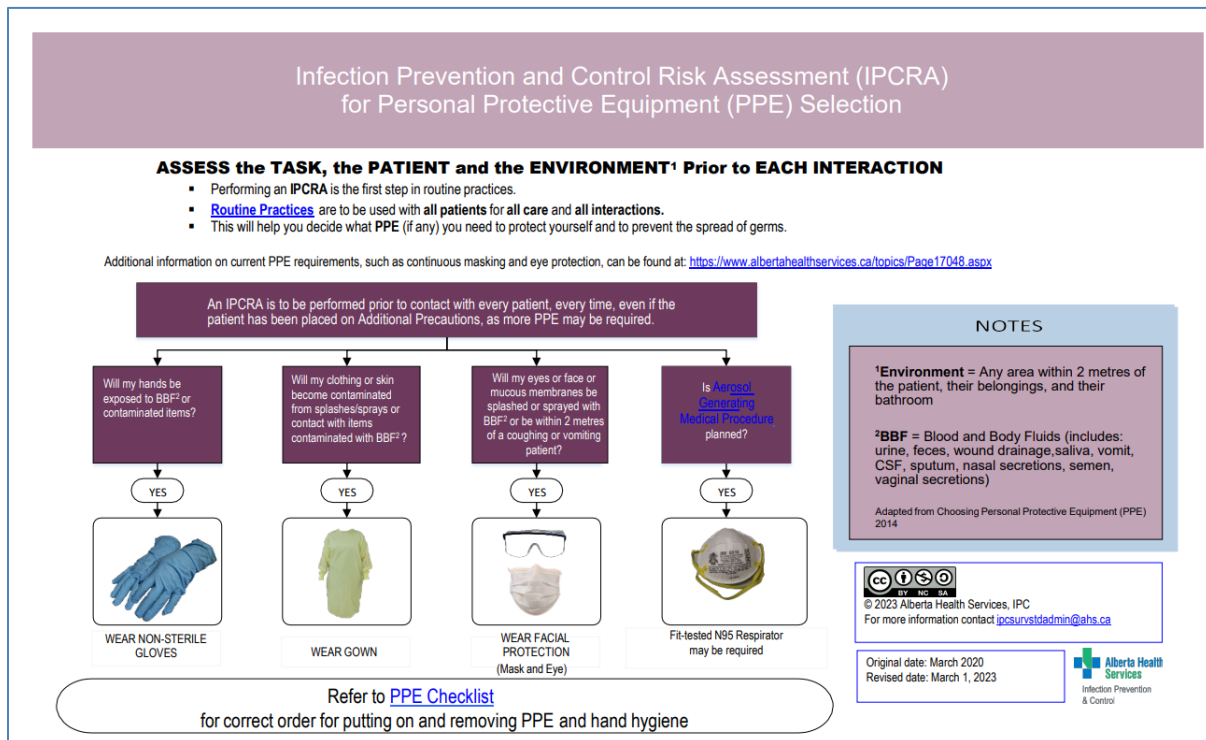 Infection Prevention and Control Risk Assessment (IPCRA)
for Personal Protective Equipment (PPE) Selection
ASSESS the TASK, the PATIENT and the ENVIRONMENT¹ Prior to EACH INTERACTION
▪ Performing an IPCRA is the first step in routine practices.
▪ Routine Practices are to be used with all patients for all care and all interactions.
▪ This will help you decide what PPE (if any) you need to protect yourself and to prevent the spread of germs.
Additional information on current PPE requirements, such as continuous masking and eye protection, can be found at: https://www.albertahealthservices.ca/topics/Page17048.aspx
An IPCRA is to be performed prior to contact with every patient, every time, even if the
patient has been placed on Additional Precautions, as more PPE may be required.
Will my hands be
exposed to BBF² or
contaminated items?
YES
WEAR NON-STERILE
GLOVES
Will my clothing or skin
become contaminated
from splashes/sprays or
contact with items
contaminated with BBF² ?
YES
WEAR GOWN
Will my eyes or face or
mucous membranes be
splashed or sprayed with
BBF² or be within 2 metres
of a coughing or vomiting
patient?
YES
WEAR FACIAL
PROTECTION
(Mask and Eye)
Is Aerosol
Generating
Medical Procedure
planned?
YES
Fit-tested N95 Respirator
may be required
Refer to PPE Checklist
for correct order for putting on and removing PPE and hand hygiene
NOTES
¹Environment = Any area within 2 metres
of the patient, their belongings, and their
bathroom
²BBF = Blood and Body Fluids (includes:
urine, feces, wound drainage,saliva, vomit,
CSF, sputum, nasal secretions, semen,
vaginal secretions)
Adapted from Choosing Personal Protective Equipment (PPE)
2014
cc
BY NC SA
© 2023 Alberta Health Services, IPC
For more information contact ipcsurvstdadmin@ahs.ca
Original date: March 2020
Revised date: March 1, 2023
Alberta Health
Services
Infection Prevention
& Control